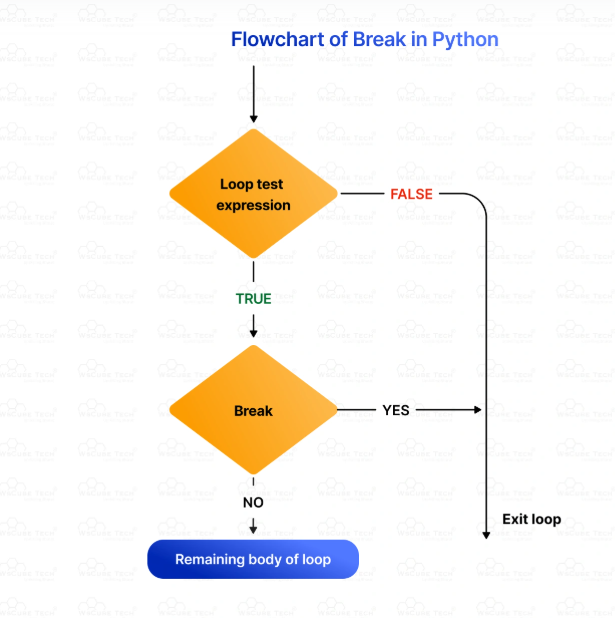 Flowchart of Break in Python
Loop test
expression
FALSE
TRUE
Break
YES
NO
Exit loop
Remaining body of loop